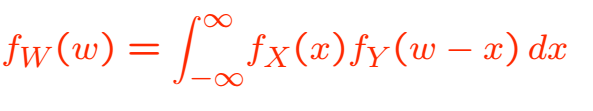 f_W(w) = ∫_{-∞}^{∞} f_X(x) f_Y(w − x) dx